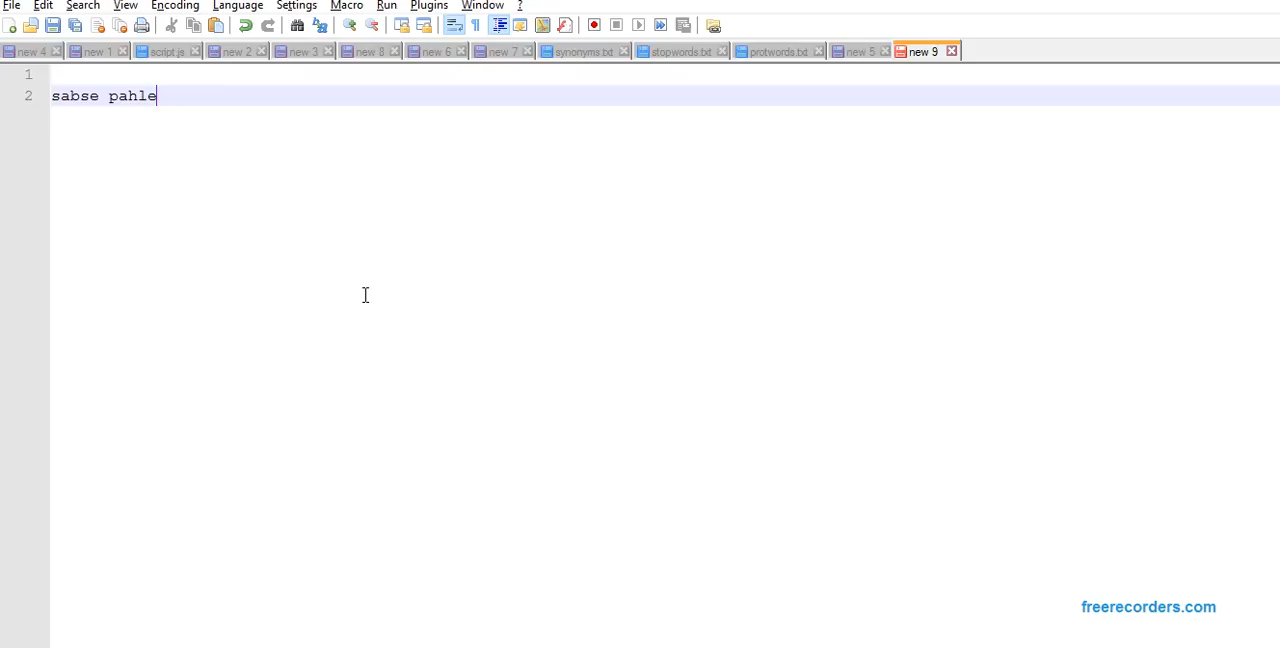 File Edit Search View Encoding Language Settings Macro Run Plugins Window ?
new 4 new 1 script.js new 2 new 3 new 8 new 6 new 7 synonyms.txt stopwords.txt protwords.txt new 5 new 9
1
2 sabse pahle
freerecorders.com